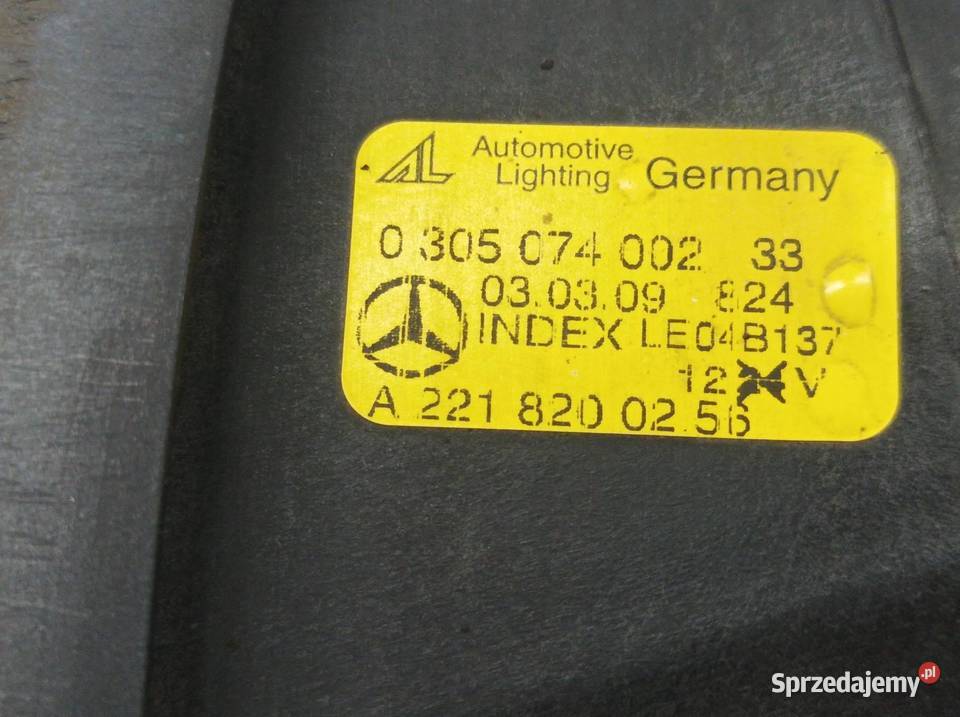 AL Automotive
Lighting Germany
0 305 074 002 33
03.03.09 824
INDEX LE04B137
12 V
A 221 820 02 56
Sprzedajemy.pl